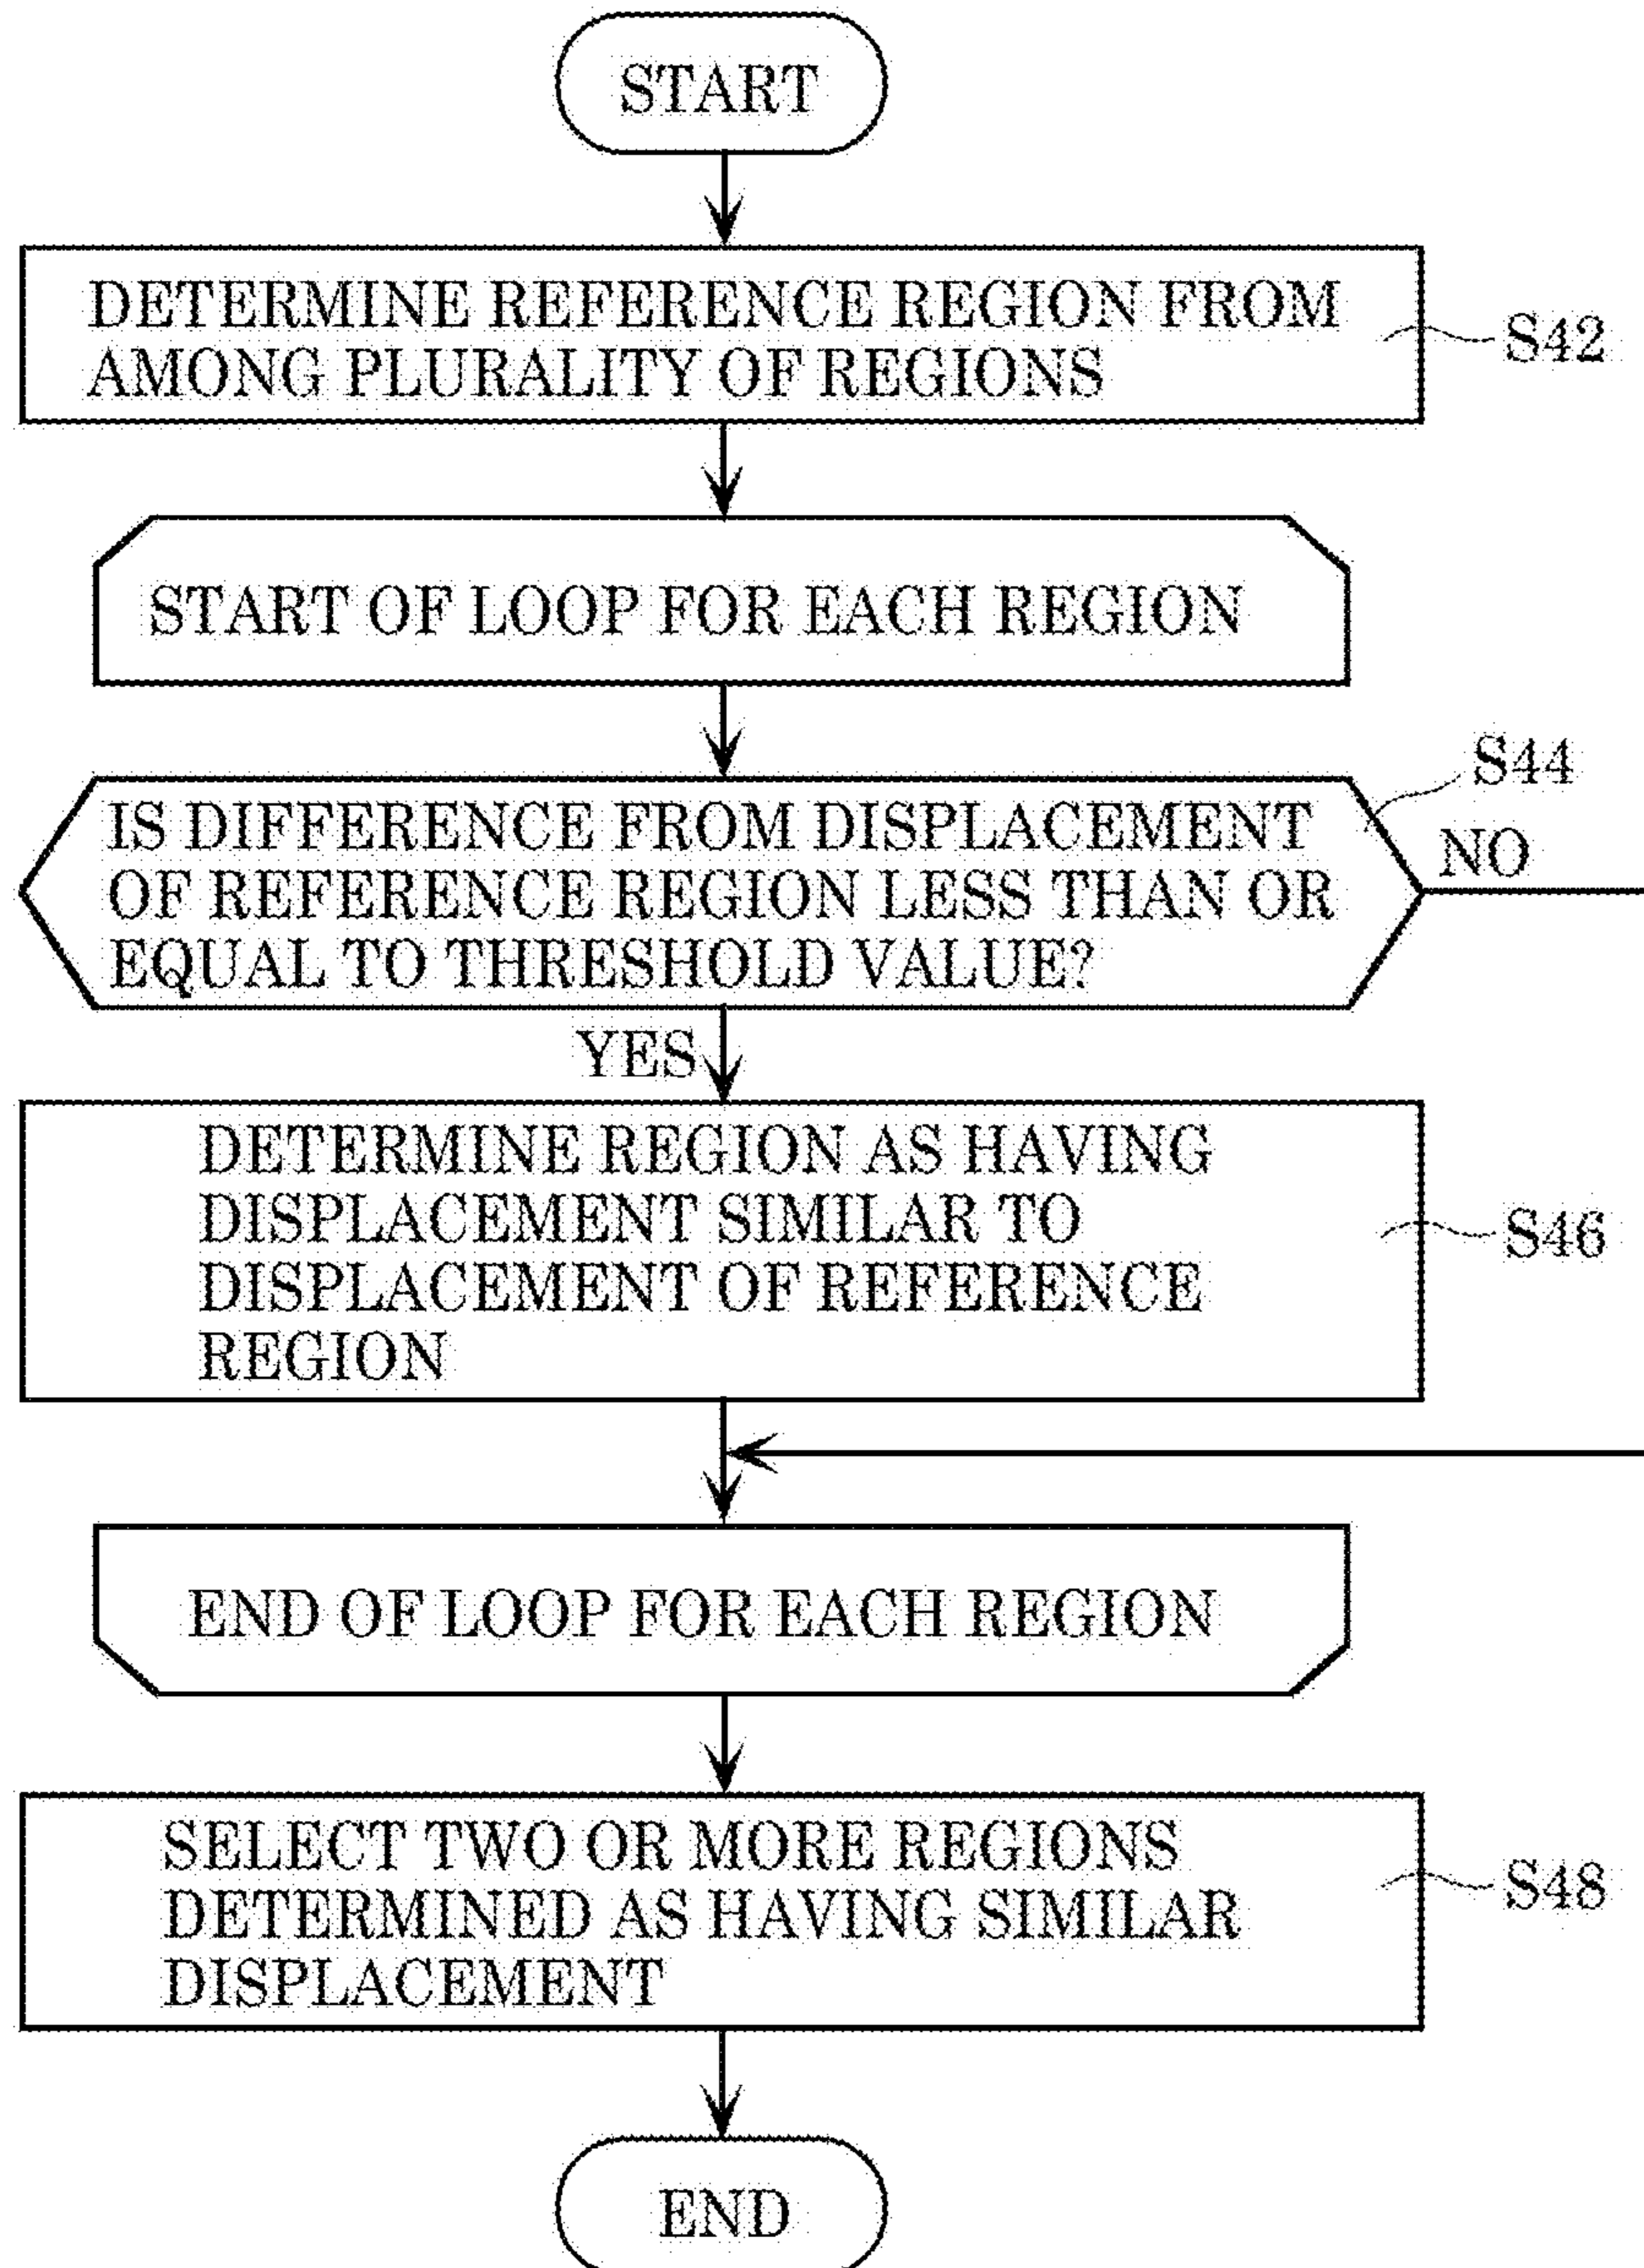 START
DETERMINE REFERENCE REGION FROM
AMONG PLURALITY OF REGIONS
S42
START OF LOOP FOR EACH REGION
S44
IS DIFFERENCE FROM DISPLACEMENT
OF REFERENCE REGION LESS THAN OR
EQUAL TO THRESHOLD VALUE?
NO
YES
DETERMINE REGION AS HAVING
DISPLACEMENT SIMILAR TO
DISPLACEMENT OF REFERENCE
REGION
S46
END OF LOOP FOR EACH REGION
SELECT TWO OR MORE REGIONS
DETERMINED AS HAVING SIMILAR
DISPLACEMENT
S48
END